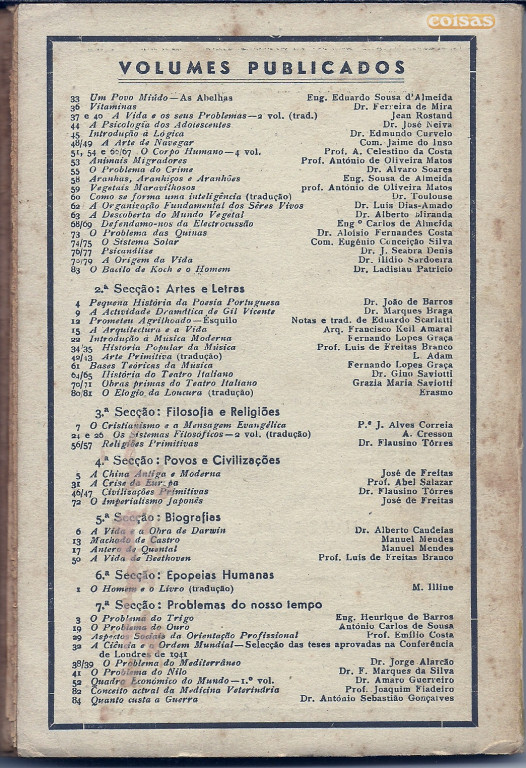 coisas
VOLUMES PUBLICADOS
33 Um Povo Miúdo — As Abelhas Eng. Eduardo Sousa d'Almeida
36 Vitaminas Dr. Ferreira de Mira
37 e 40 A Vida e os seus Problemas — 2 vol. (trad.) Jean Rostand
44 A Psicologia dos Adolescentes Dr. José Neiva
45 Introdução à Lógica Dr. Edmundo Curvelo
48/49 A Arte de Navegar Com. Jaime do Inso
51, 54 e 66/67 O Corpo Humano — 4 vol. Prof. A. Celestino da Costa
53 Animais Migradores Prof. António de Oliveira Matos
55 O Problema do Crime Dr. Alvaro Soares
58 Aranhas, Aranhiços e Aranhões Eng. Sousa de Almeida
59 Vegetais Maravilhosos prof. António de Oliveira Matos
60 Como se forma uma inteligência (tradução) Dr. Toulouse
62 A Organização Fundamental dos Sêres Vivos Dr. Luís Dias-Amado
63 A Descoberta do Mundo Vegetal Dr. Alberto Miranda
68/69 Defendamo-nos da Electrocussão Engº Carlos de Almeida
73 O Problema das Quinas Dr. Aloísio Fernandes Costa
74/75 O Sistema Solar Com. Eugénio Conceição Silva
76/77 Psicanálise Dr. J. Seabra Denis
78/79 A Origem da Vida Dr. Ilídio Sardoeira
83 O Bacilo de Koch e o Homem Dr. Ladislau Patrício
2.ª Secção: Artes e Letras
4 Pequena História da Poesia Portuguesa Dr. João de Barros
9 A Actividade Dramática de Gil Vicente Dr. Marques Braga
12 Prometeu Agrilhoado — Ésquilo Notas e trad. de Eduardo Scarlatti
15 A Arquitectura e a Vida Arq. Francisco Keil Amaral
22 Introdução à Música Moderna Fernando Lopes Graça
34/35 História Popular da Música Prof. Luís de Freitas Branco
42/43 Arte Primitiva (tradução) L. Adam
61 Bases Teóricas da Música Fernando Lopes Graça
64/65 História do Teatro Italiano Dr. Gino Saviotti
70/71 Obras primas do Teatro Italiano Grazia Maria Saviotti
80/81 O Elogio da Loucura (tradução) Erasmo
3.ª Secção: Filosofia e Religiões
7 O Cristianismo e a Mensagem Evangélica P.e J. Alves Correia
24 e 26 Os Sistemas Filosóficos — 2 vol. (tradução) A. Cresson
56/57 Religiões Primitivas Dr. Flausino Tôrres
4.ª Secção: Povos e Civilizações
5 A China Antiga e Moderna José de Freitas
31 A Crise da Europa Prof. Abel Salazar
46/47 Civilizações Primitivas Dr. Flausino Tôrres
72 O Imperialismo Japonês José de Freitas
5.ª Secção: Biografias
6 A Vida e a Obra de Darwin Dr. Alberto Candeias
13 Machado de Castro Manuel Mendes
17 Antero de Quental Manuel Mendes
50 A Vida de Beethoven Prof. Luís de Freitas Branco
6.ª Secção: Epopeias Humanas
1 O Homem e o Livro (tradução) M. Illine
7.ª Secção: Problemas do nosso tempo
3 O Problema do Trigo Eng. Henrique de Barros
19 O Problema do Ouro António Carlos de Sousa
29 Aspectos Sociais da Orientação Profissional Prof. Emílio Costa
32 A Ciência e a Ordem Mundial — Selecção das teses aprovadas na Conferência
de Londres de 1941
38/39 O Problema do Mediterrâneo Dr. Jorge Alarcão
41 O Problema do Nilo Dr. F. Marques da Silva
52 Quadro Económico do Mundo — 1.º vol. Dr. Amaro Guerreiro
82 Conceito actual da Medicina Veterinária Prof. Joaquim Fiadeiro
84 Quanto custa a Guerra Dr. António Sebastião Gonçalves